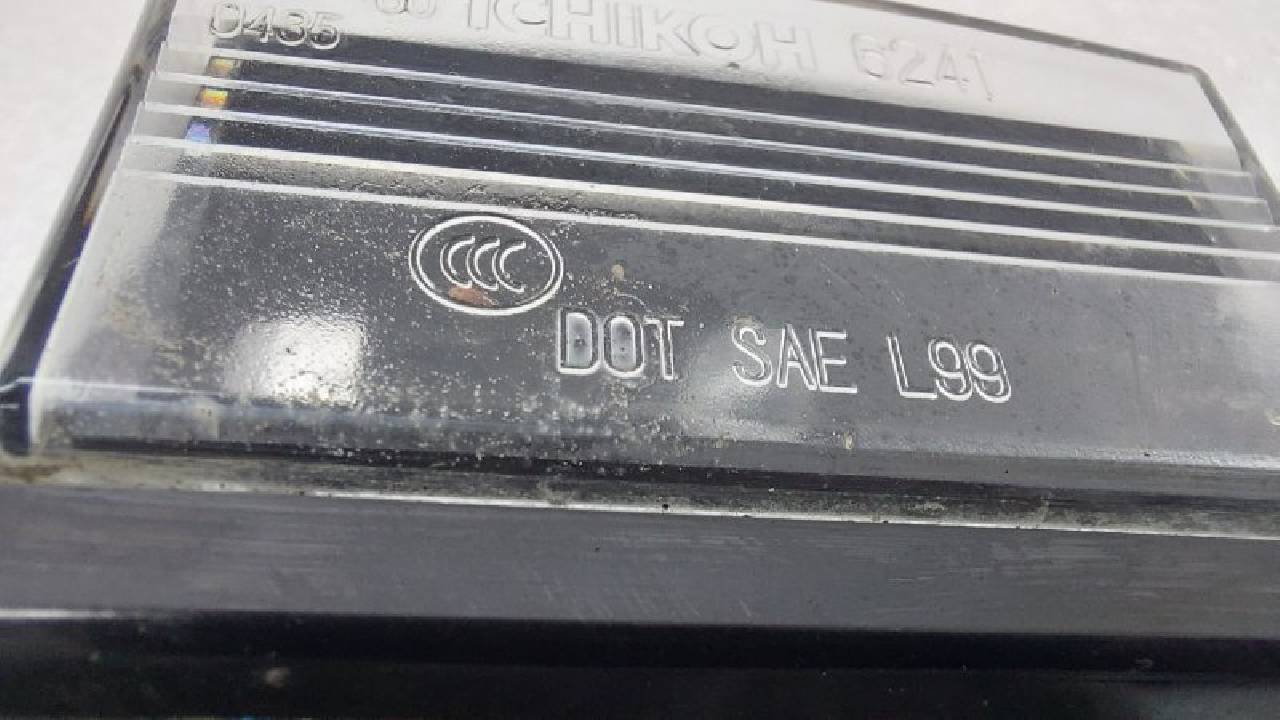 ICHIKOH 6241
0435
CCC
DOT SAE L99